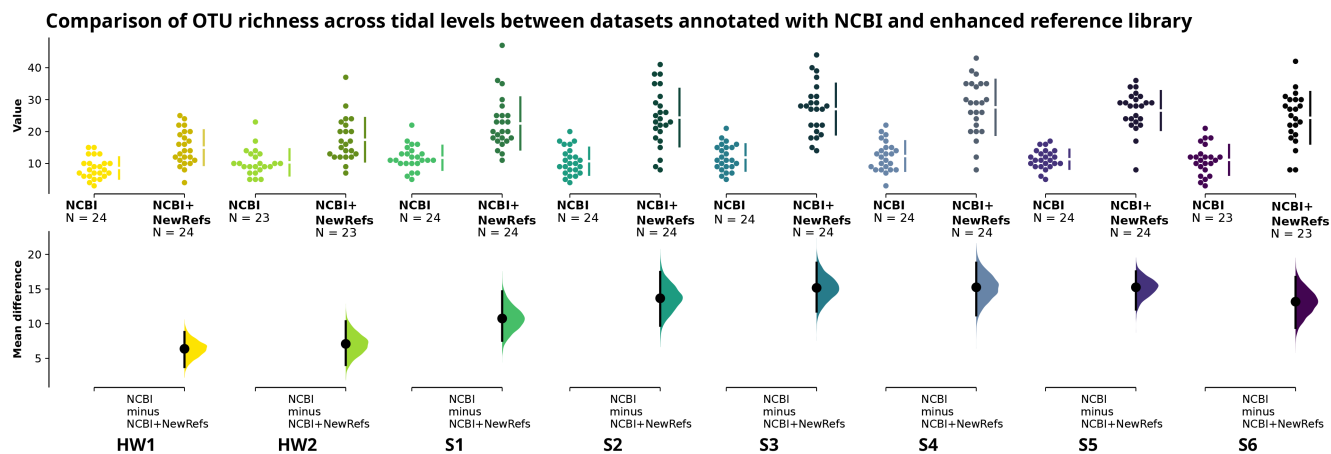 Comparison of OTU richness across tidal levels between datasets annotated with NCBI and enhanced reference library
Value
40
30
20
10
NCBI
N = 24
NCBI+
NewRefs
N = 24
NCBI
N = 23
NCBI+
NewRefs
N = 23
NCBI
N = 24
NCBI+
NewRefs
N = 24
NCBI
N = 24
NCBI+
NewRefs
N = 24
NCBI
N = 24
NCBI+
NewRefs
N = 24
NCBI
N = 24
NCBI+
NewRefs
N = 24
NCBI
N = 24
NCBI+
NewRefs
N = 24
NCBI
N = 23
NCBI+
NewRefs
N = 23
Mean difference
20
15
10
5
NCBI
minus
NCBI+NewRefs
HW1
NCBI
minus
NCBI+NewRefs
HW2
NCBI
minus
NCBI+NewRefs
S1
NCBI
minus
NCBI+NewRefs
S2
NCBI
minus
NCBI+NewRefs
S3
NCBI
minus
NCBI+NewRefs
S4
NCBI
minus
NCBI+NewRefs
S5
NCBI
minus
NCBI+NewRefs
S6